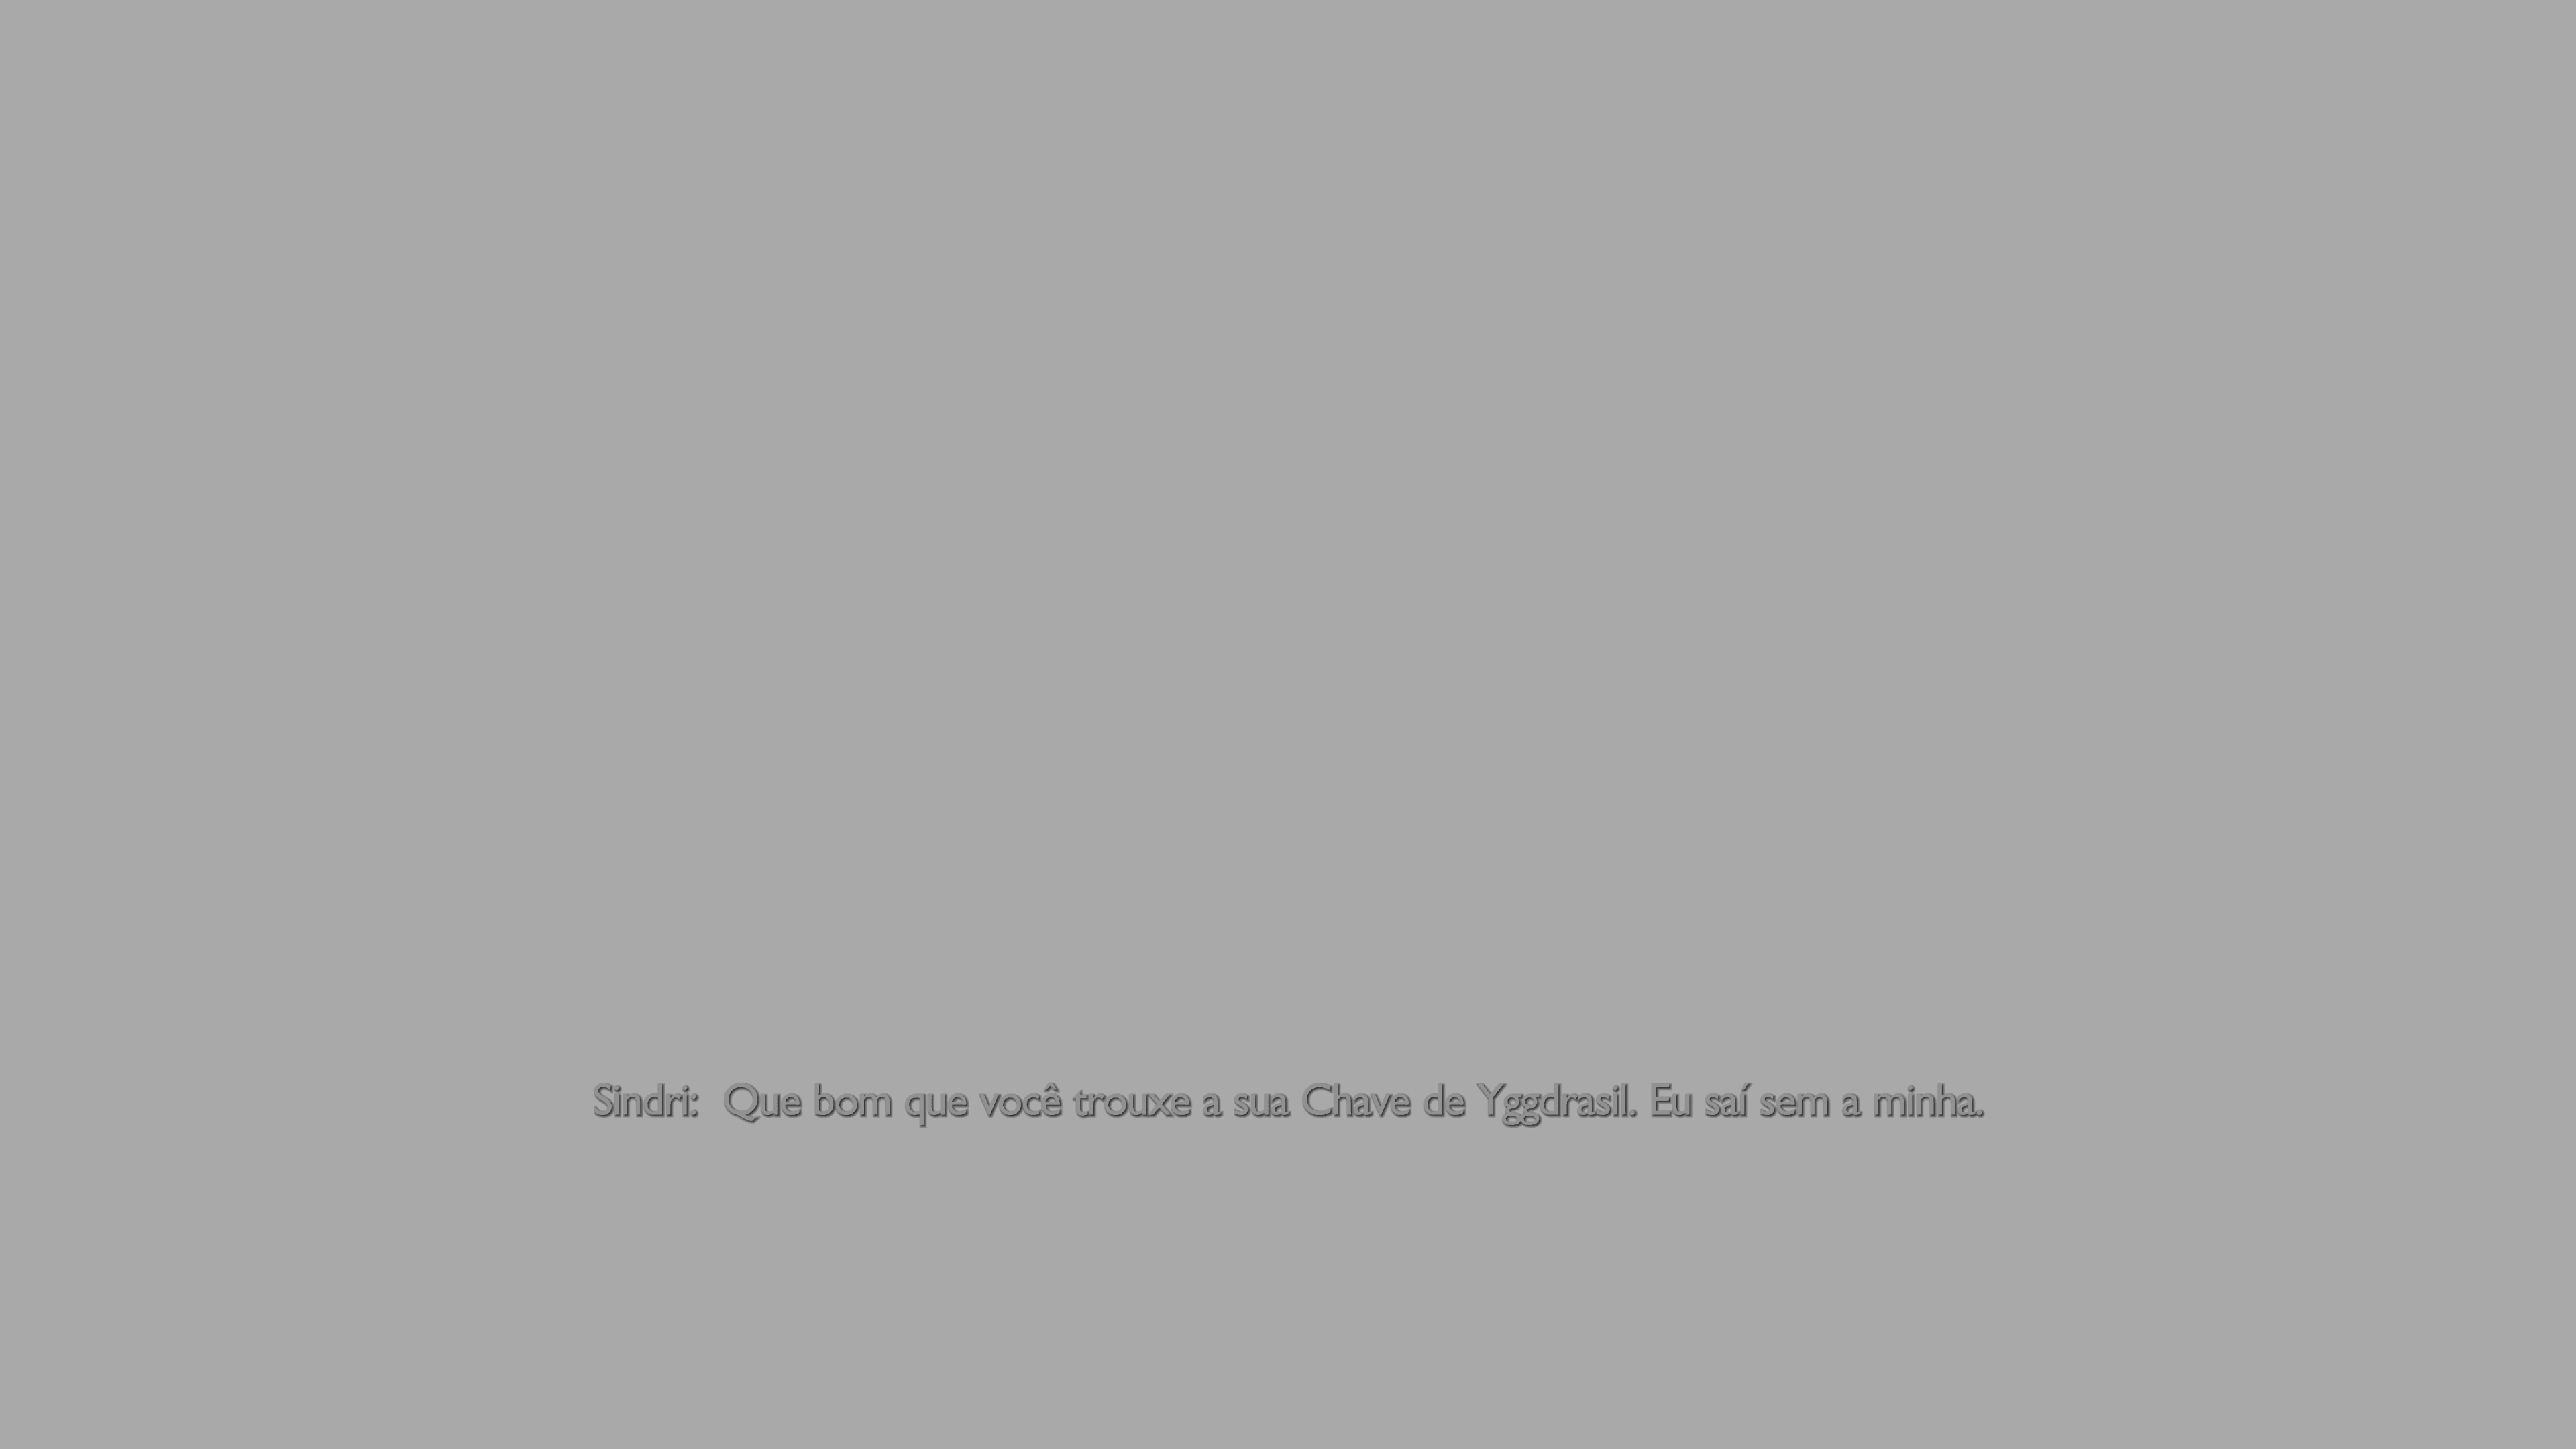 Sindri: Que bom que você trouxe a sua Chave de Yggdrasil. Eu saí sem a minha.